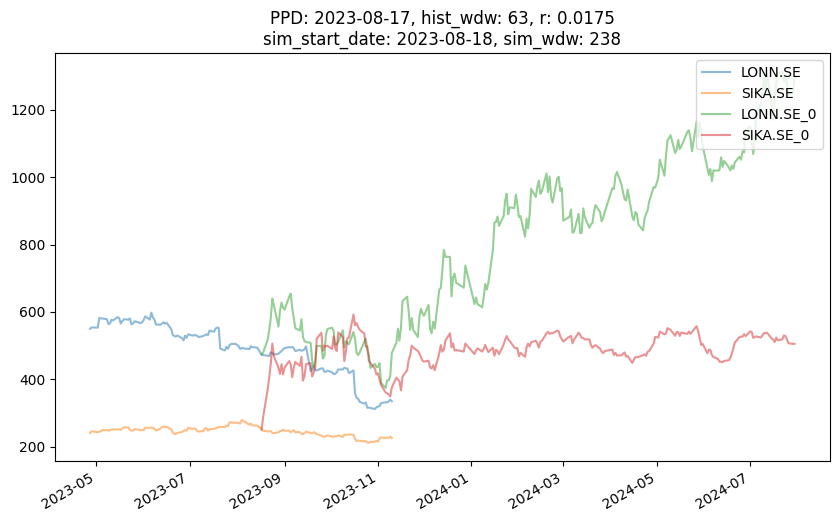 PPD: 2023-08-17, hist_wdw: 63, r: 0.0175
sim_start_date: 2023-08-18, sim_wdw: 238
LONN.SE
SIKA.SE
LONN.SE_0
SIKA.SE_0
1200
1000
800
600
400
200
2023-05
2023-07
2023-09
2023-11
2024-01
2024-03
2024-05
2024-07